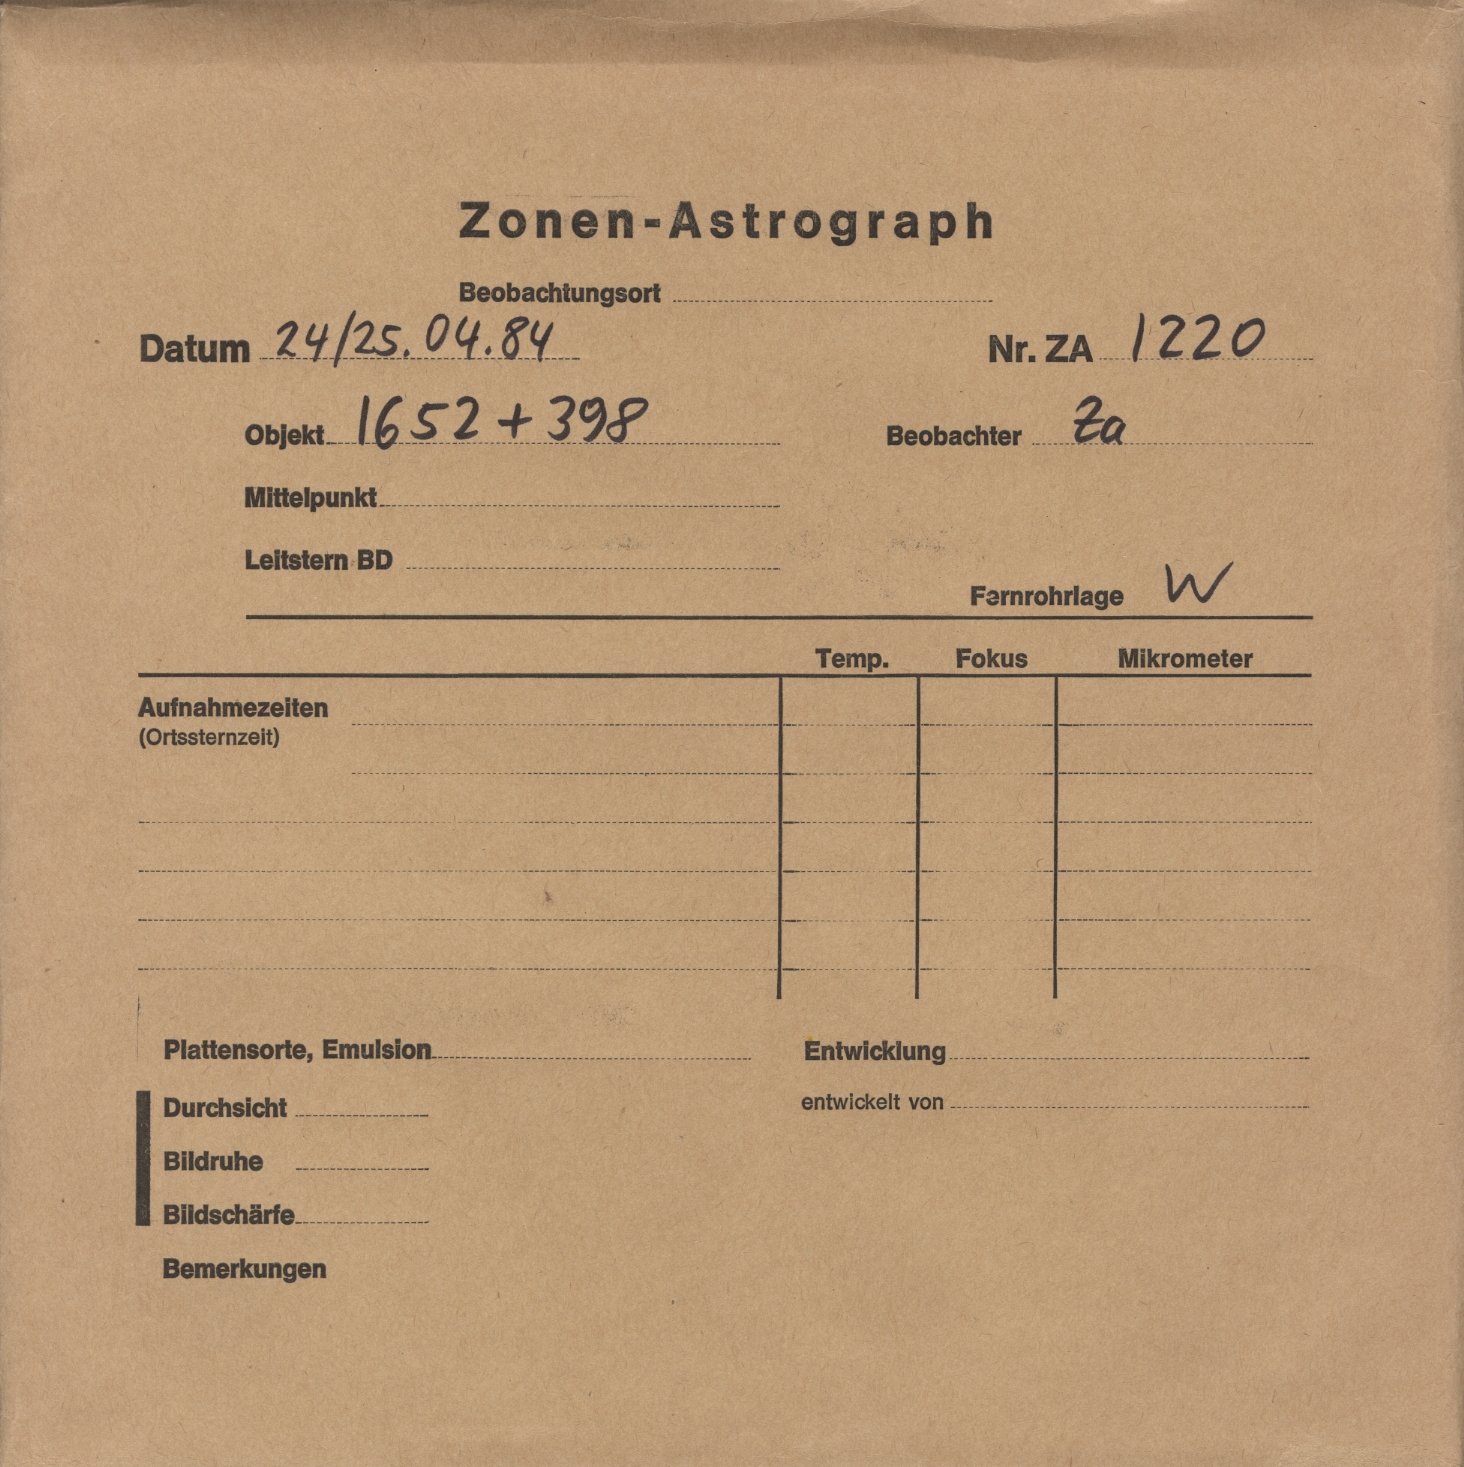 Zonen-Astrograph
Beobachtungsort
Datum 24/25.04.84 Nr. ZA 1220
Objekt 1652+398 Beobachter Za
Mittelpunkt
Leitstern BD
Fernrohrlage W
Temp. Fokus Mikrometer
Aufnahmezeiten
(Ortssternzeit)
Plattensorte, Emulsion Entwicklung
Durchsicht entwickelt von
Bildruhe
Bildschärfe
Bemerkungen